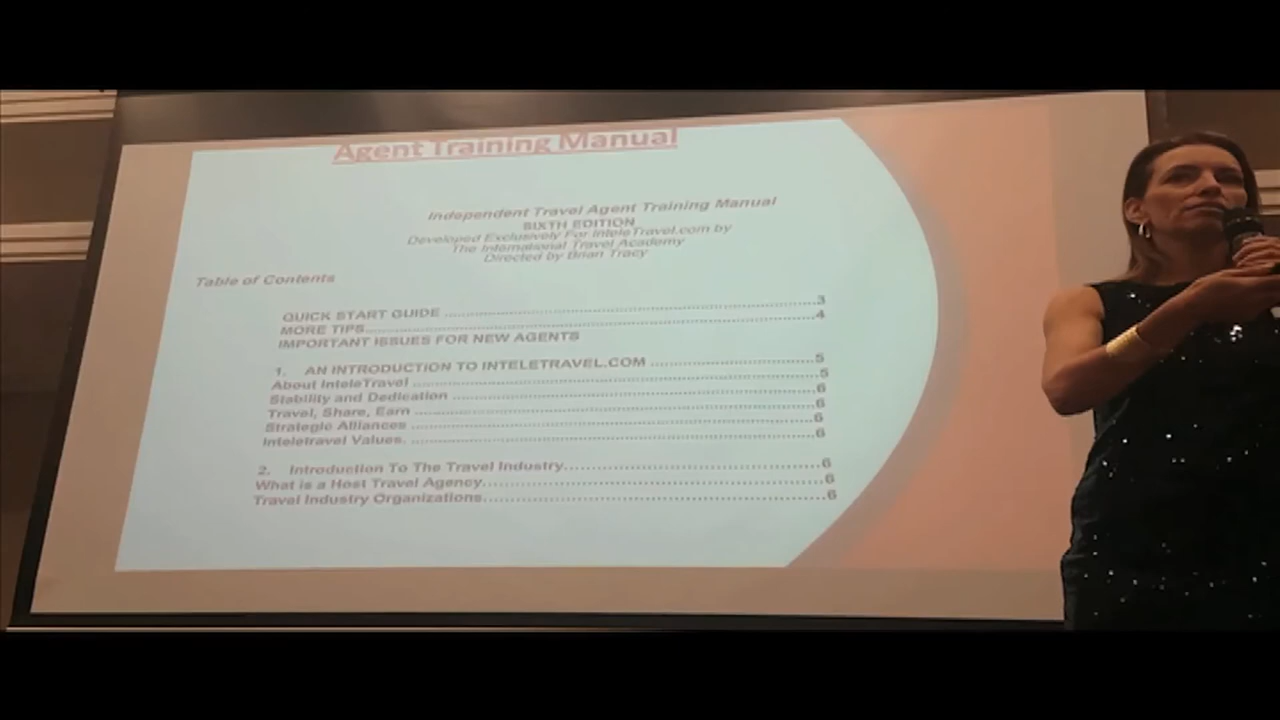 Agent Training Manual
Independent Travel Agent Training Manual
SIXTH EDITION
Developed Exclusively For InteleTravel.com by
The International Travel Academy
Directed by Brian Tracy
Table of Contents
QUICK START GUIDE ........................................................................3
MORE TIPS...................................................................................4
IMPORTANT ISSUES FOR NEW AGENTS
1. AN INTRODUCTION TO INTELETRAVEL.COM ................................5
About InteleTravel ..........................................................................5
Stability and Dedication ....................................................................6
Travel, Share, Earn .........................................................................6
Strategic Alliances .........................................................................6
Inteletravel Values. ........................................................................6
2. Introduction To The Travel Industry..............................................6
What is a Host Travel Agency...........................................................6
Travel Industry Organizations...........................................................6